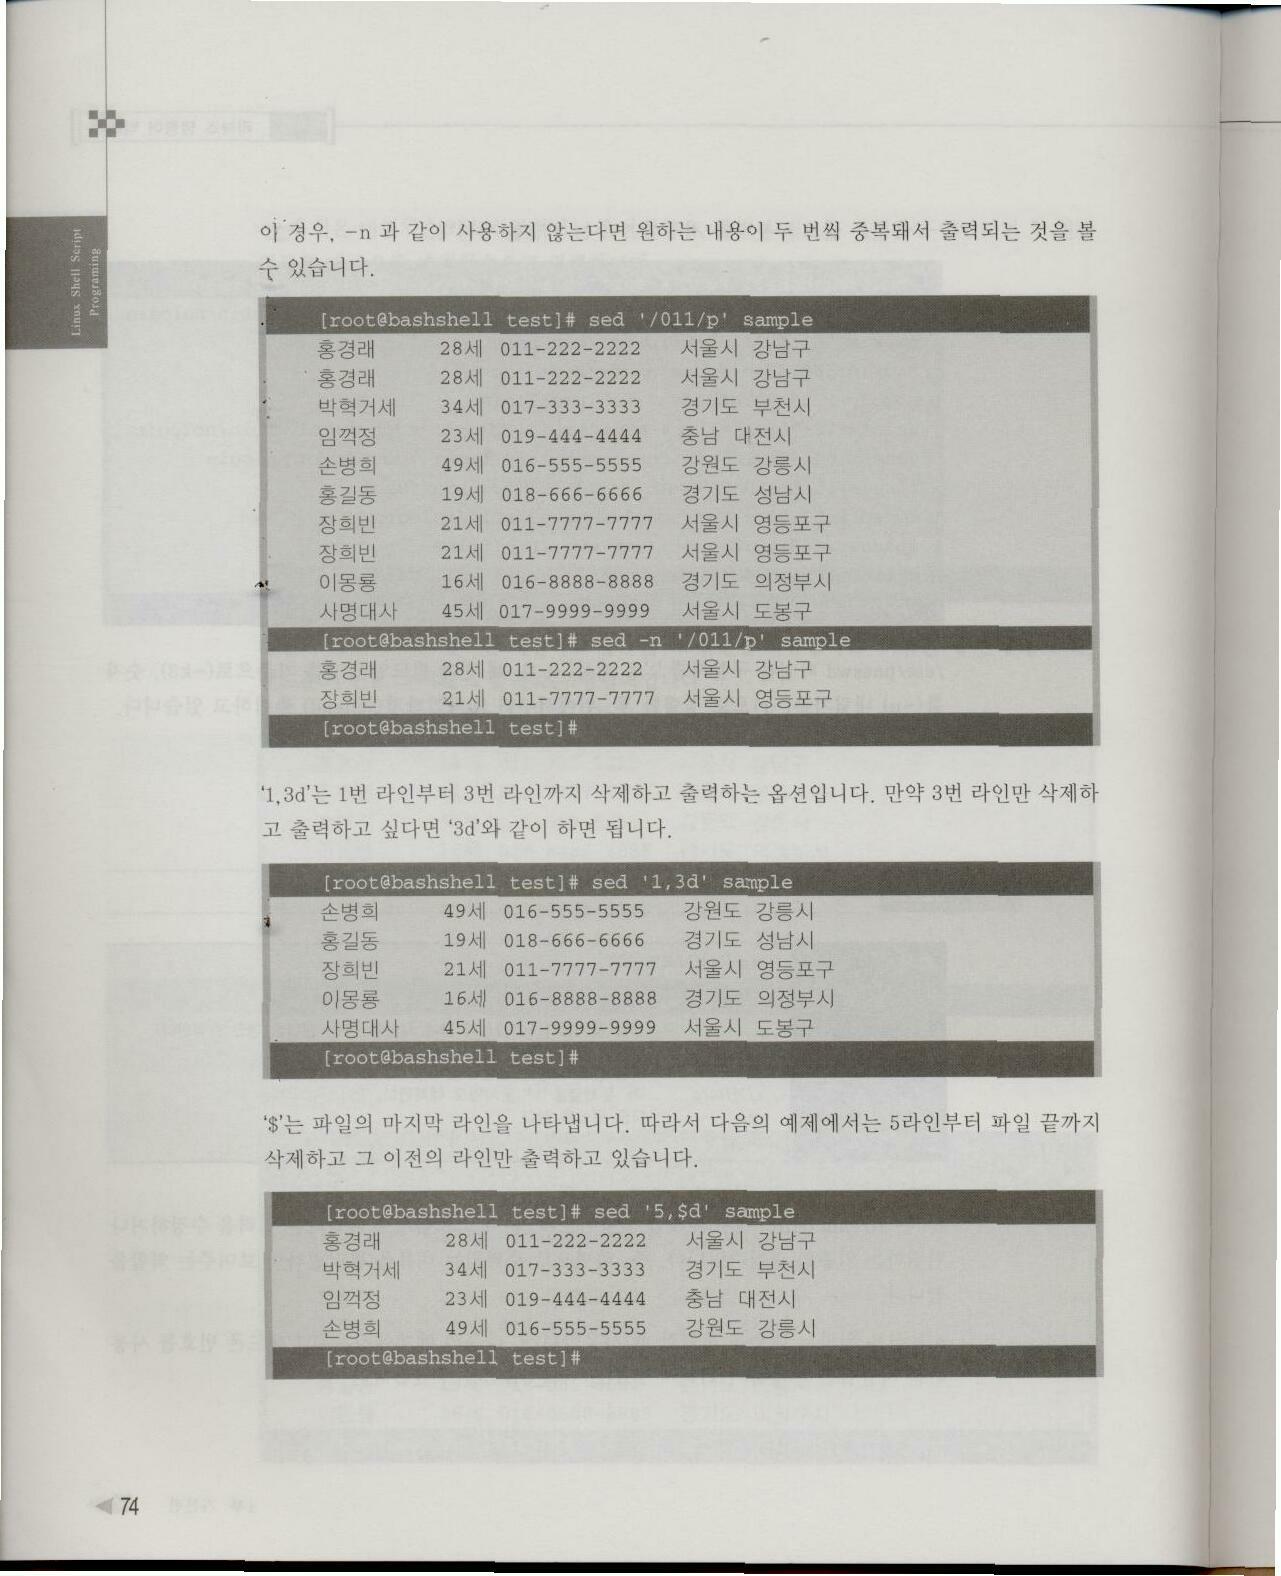 Linux Shell Script
Programing
이 경우, -n 과 같이 사용하지 않는다면 원하는 내용이 두 번씩 중복돼서 출력되는 것을 볼
수 있습니다.
[root@bashshell test]# sed '/011/p' sample
홍경래 28세 011-222-2222 서울시 강남구
홍경래 28세 011-222-2222 서울시 강남구
박혁거세 34세 017-333-3333 경기도 부천시
임꺽정 23세 019-444-4444 충남 대전시
손병희 49세 016-555-5555 강원도 강릉시
홍길동 19세 018-666-6666 경기도 성남시
장희빈 21세 011-7777-7777 서울시 영등포구
장희빈 21세 011-7777-7777 서울시 영등포구
이몽룡 16세 016-8888-8888 경기도 의정부시
사명대사 45세 017-9999-9999 서울시 도봉구
[root@bashshell test]# sed -n '/011/p' sample
홍경래 28세 011-222-2222 서울시 강남구
장희빈 21세 011-7777-7777 서울시 영등포구
[root@bashshell test]#
'1,3d'는 1번 라인부터 3번 라인까지 삭제하고 출력하는 옵션입니다. 만약 3번 라인만 삭제하
고 출력하고 싶다면 '3d'와 같이 하면 됩니다.
[root@bashshell test]# sed '1,3d' sample
손병희 49세 016-555-5555 강원도 강릉시
홍길동 19세 018-666-6666 경기도 성남시
장희빈 21세 011-7777-7777 서울시 영등포구
이몽룡 16세 016-8888-8888 경기도 의정부시
사명대사 45세 017-9999-9999 서울시 도봉구
[root@bashshell test]#
'$'는 파일의 마지막 라인을 나타냅니다. 따라서 다음의 예제에서는 5라인부터 파일 끝까지
삭제하고 그 이전의 라인만 출력하고 있습니다.
[root@bashshell test]# sed '5,$d' sample
홍경래 28세 011-222-2222 서울시 강남구
박혁거세 34세 017-333-3333 경기도 부천시
임꺽정 23세 019-444-4444 충남 대전시
손병희 49세 016-555-5555 강원도 강릉시
[root@bashshell test]#
74